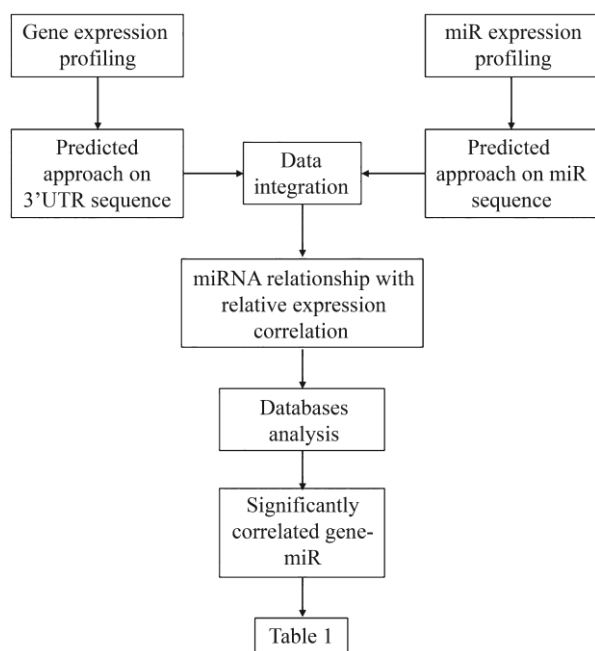 Gene expression
profiling
miR expression
profiling
Predicted
approach on
3’UTR sequence
Data
integration
Predicted
approach on miR
sequence
miRNA relationship with
relative expression
correlation
Databases
analysis
Significantly
correlated gene-
miR
Table 1